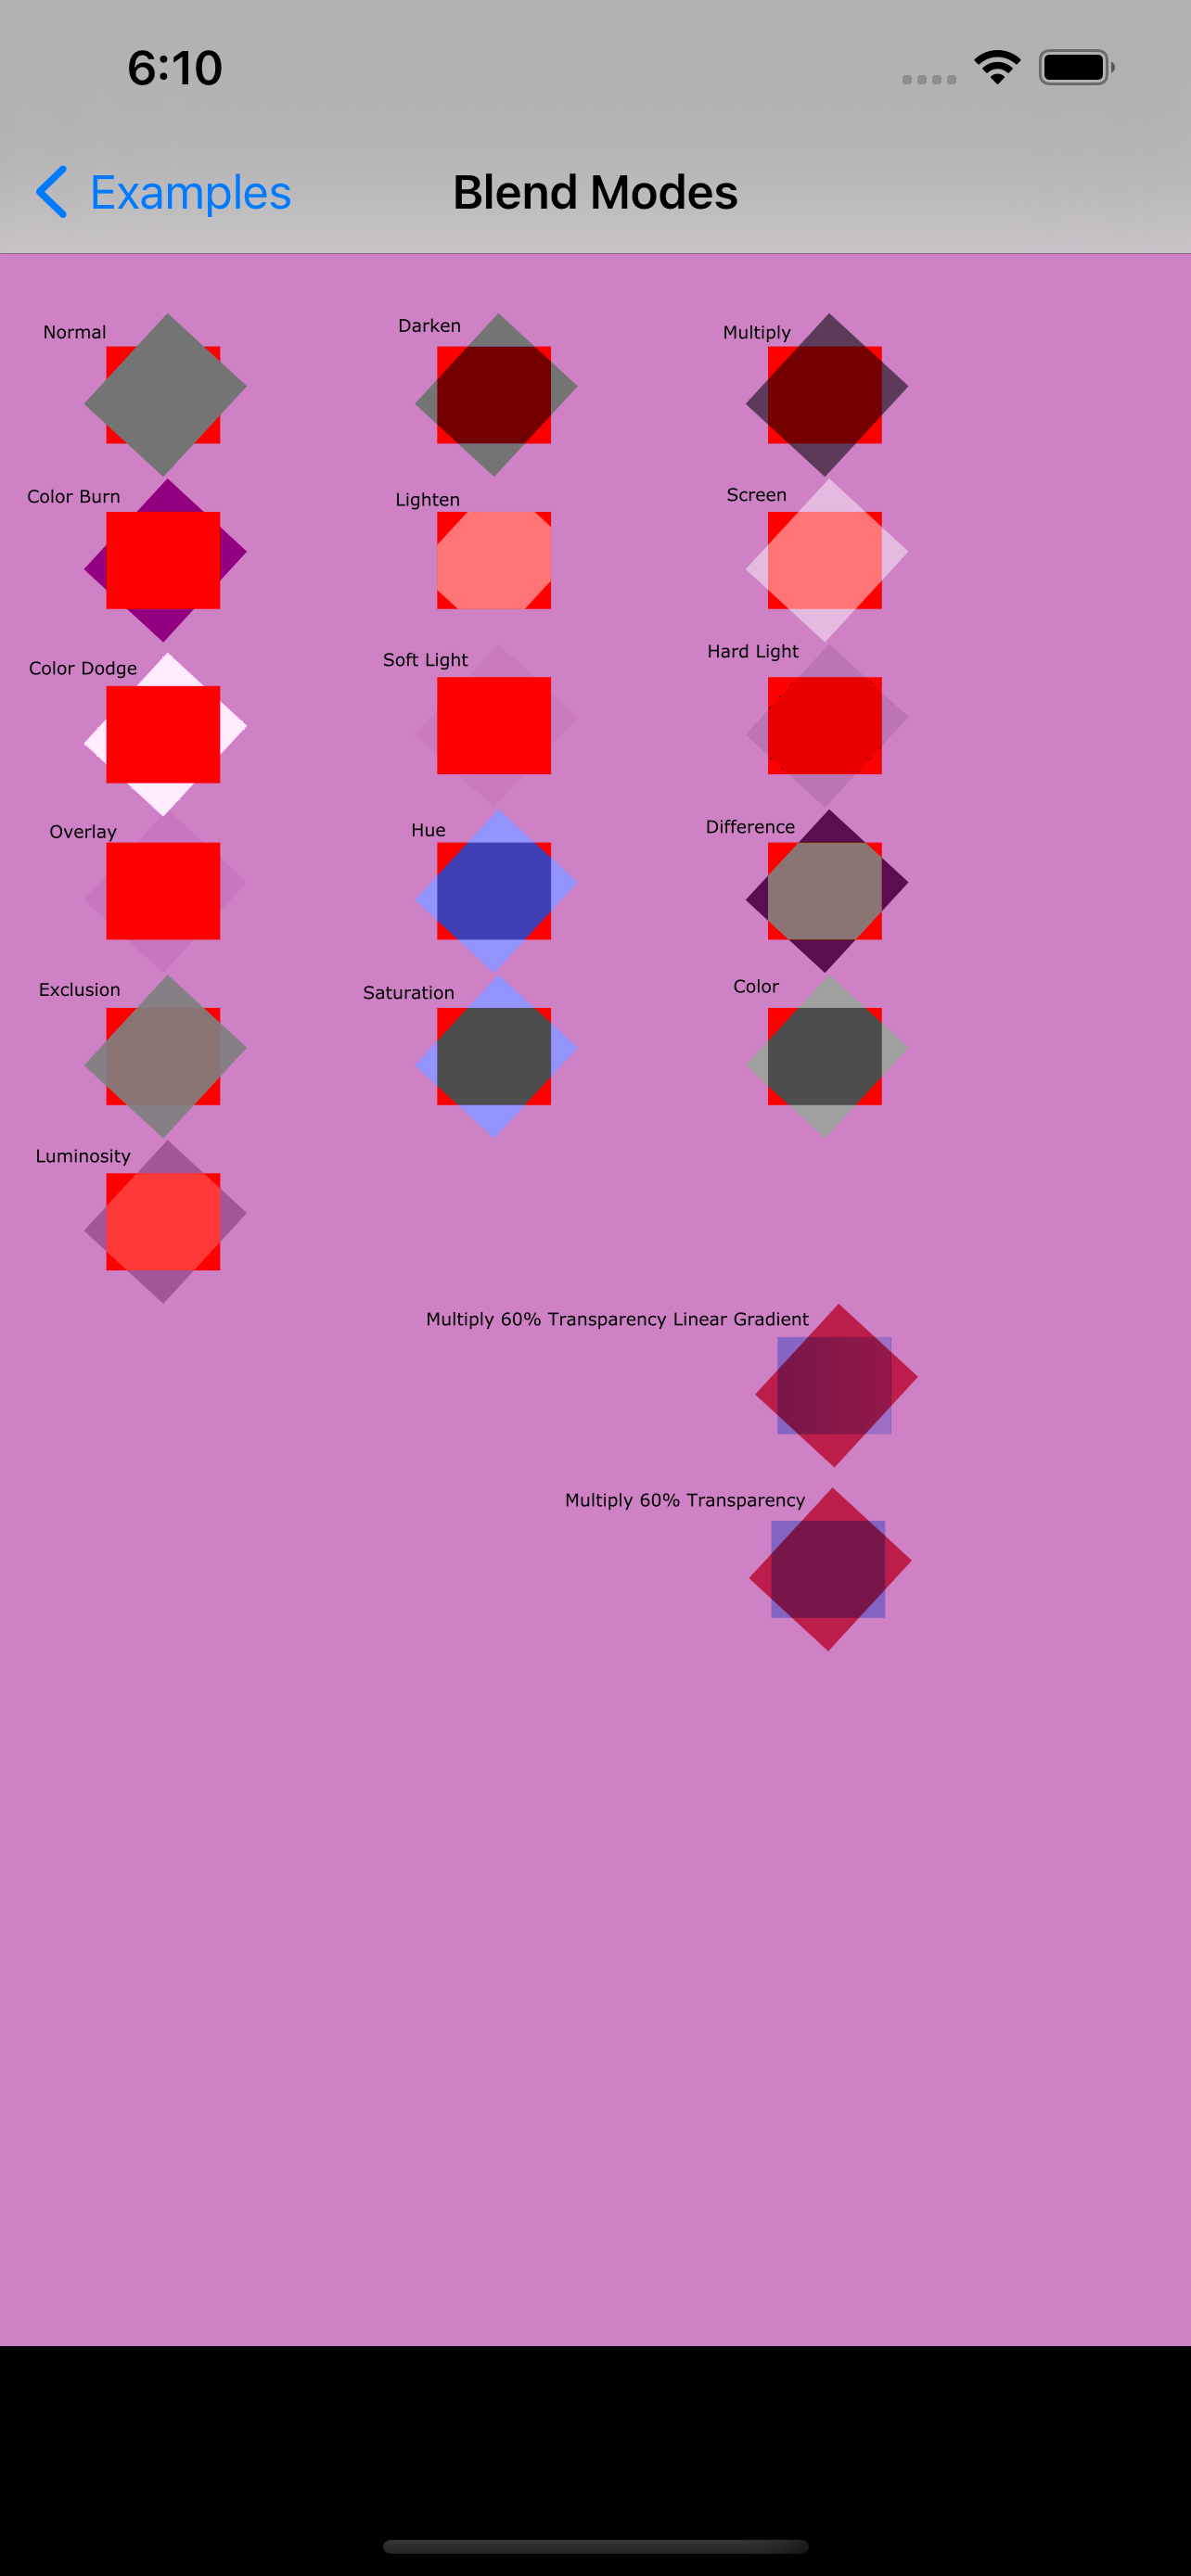 6:10
Examples
Blend Modes
Normal
Darken
Multiply
Color Burn
Lighten
Screen
Color Dodge
Soft Light
Hard Light
Overlay
Hue
Difference
Exclusion
Saturation
Color
Luminosity
Multiply 60% Transparency Linear Gradient
Multiply 60% Transparency